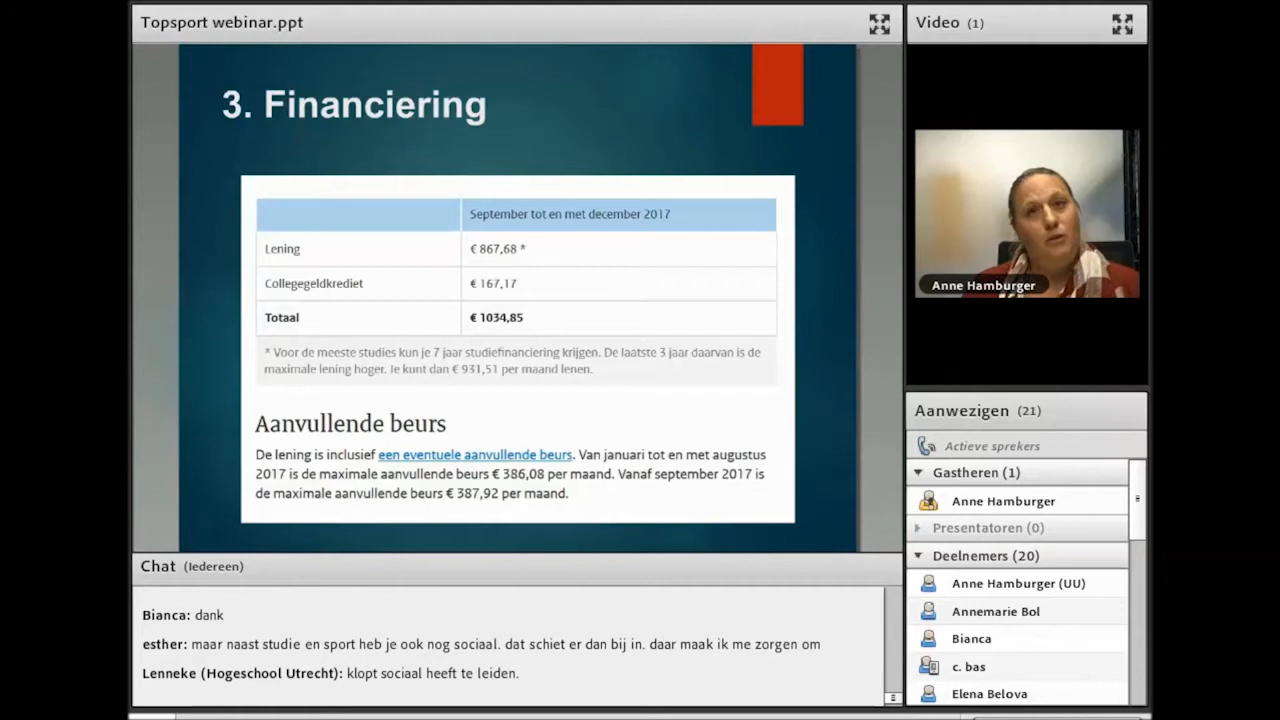 Topsport webinar.ppt
3. Financiering
September tot en met december 2017
Lening € 867,68 *
Collegegeldkrediet € 167,17
Totaal € 1034,85
* Voor de meeste studies kun je 7 jaar studiefinanciering krijgen. De laatste 3 jaar daarvan is de
maximale lening hoger. Je kunt dan € 931,51 per maand lenen.
Aanvullende beurs
De lening is inclusief een eventuele aanvullende beurs. Van januari tot en met augustus
2017 is de maximale aanvullende beurs € 386,08 per maand. Vanaf september 2017 is
de maximale aanvullende beurs € 387,92 per maand.
Chat (Iedereen)
Bianca: dank
esther: maar naast studie en sport heb je ook nog sociaal. dat schiet er dan bij in. daar maak ik me zorgen om
Lenneke (Hogeschool Utrecht): klopt sociaal heeft te leiden.
Video (1)
Anne Hamburger
Aanwezigen (21)
Actieve sprekers
Gastheren (1)
Anne Hamburger
Presentatoren (0)
Deelnemers (20)
Anne Hamburger (UU)
Annemarie Bol
Bianca
c. bas
Elena Belova